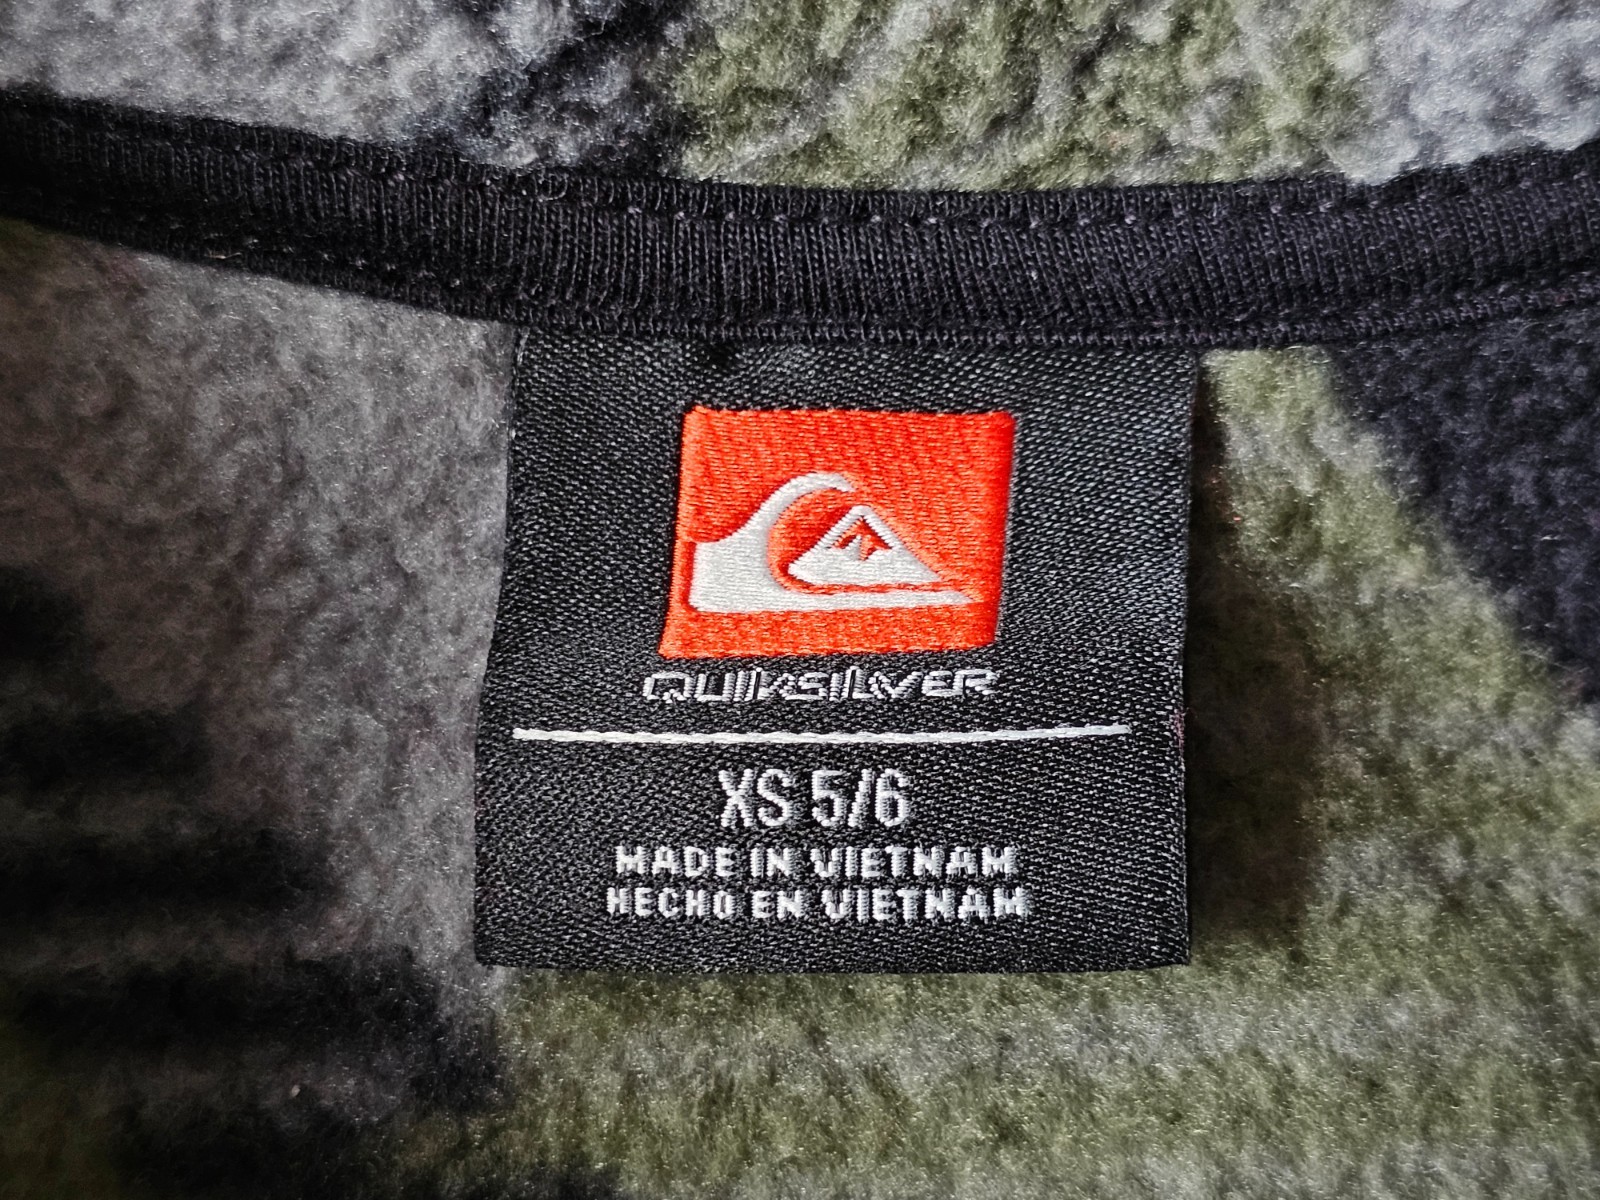 QUIKSILVER
XS 5/6
MADE IN VIETNAM
HECHO EN VIETNAM